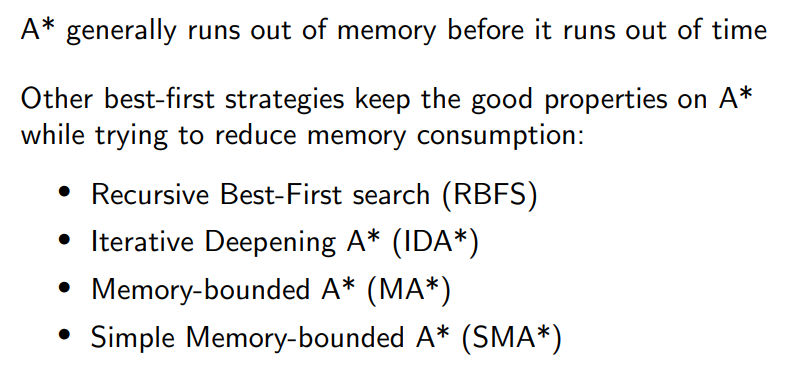 A* generally runs out of memory before it runs out of time
Other best-first strategies keep the good properties on A*
while trying to reduce memory consumption:
• Recursive Best-First search (RBFS)
• Iterative Deepening A* (IDA*)
• Memory-bounded A* (MA*)
• Simple Memory-bounded A* (SMA*)